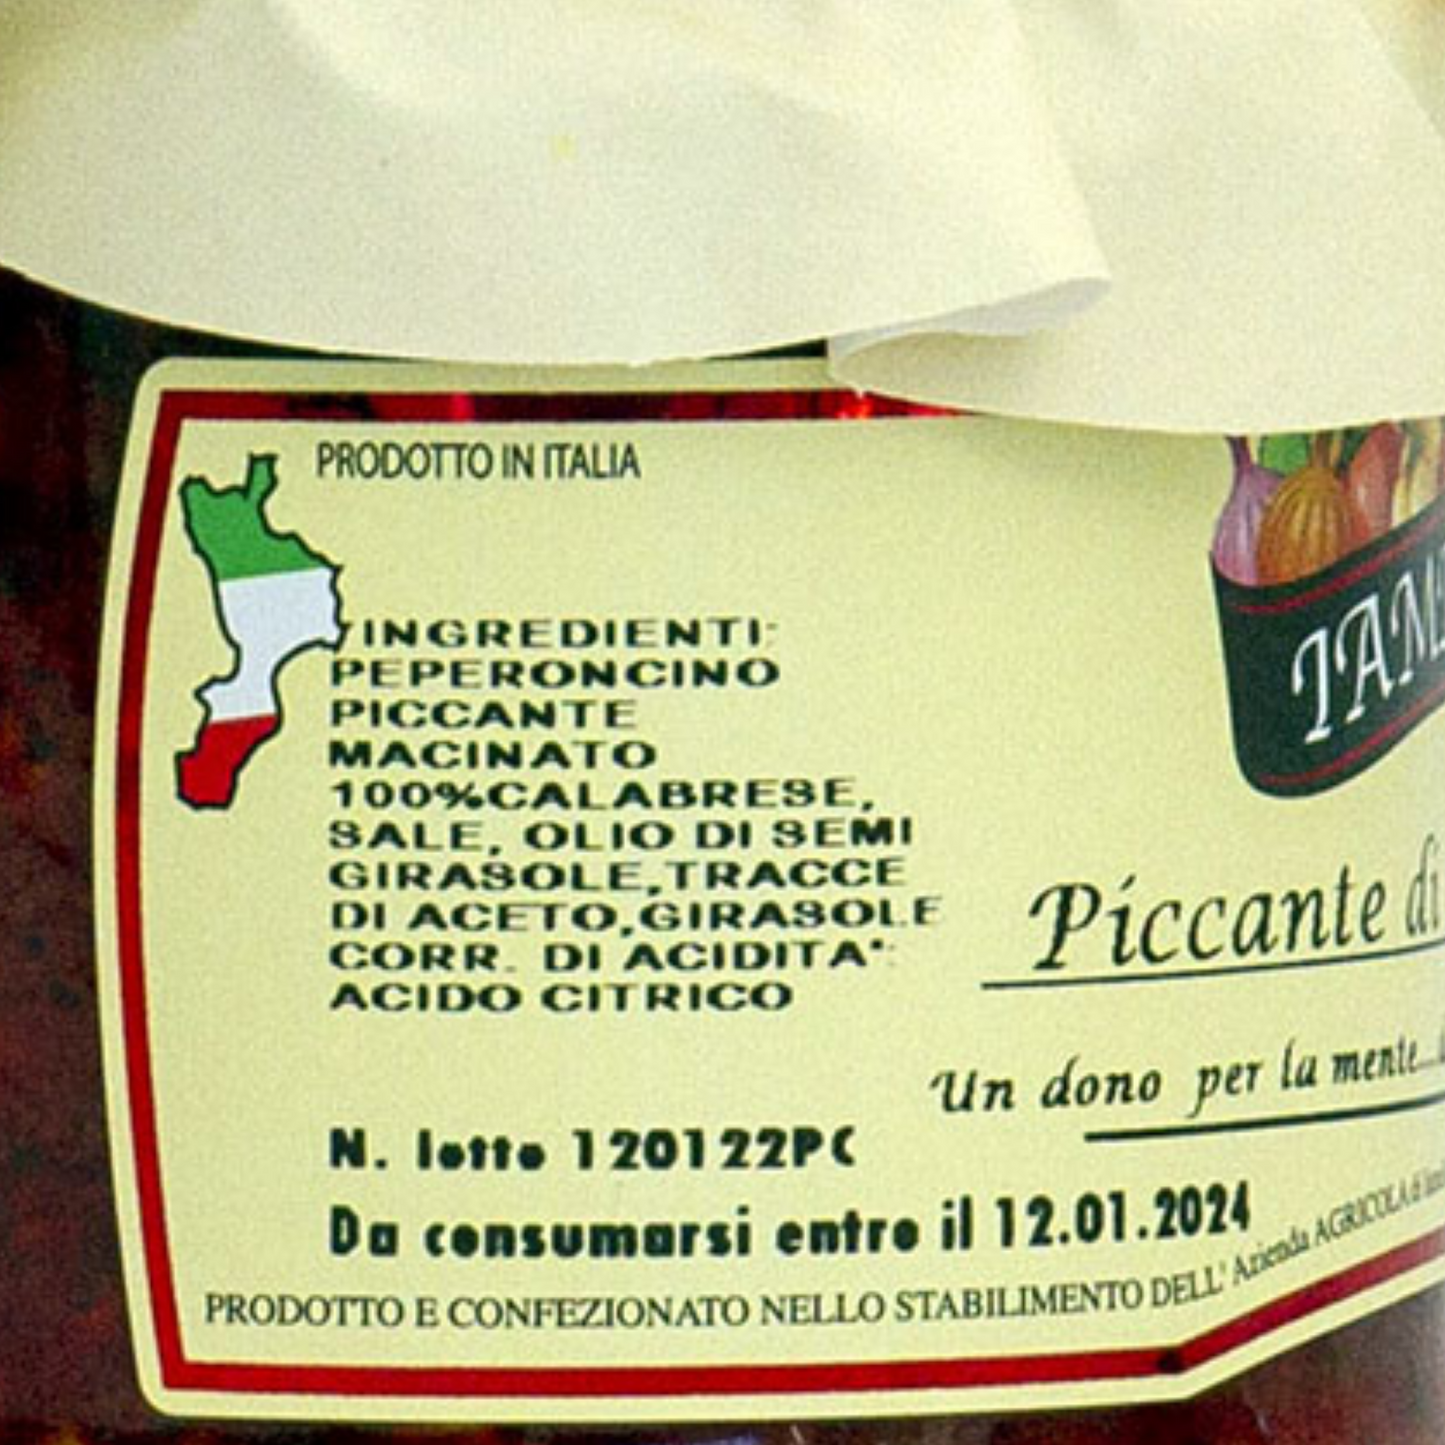 PRODOTTO IN ITALIA
INGREDIENTI:
PEPERONCINO
PICCANTE
MACINATO
100%CALABRESE,
SALE, OLIO DI SEMI
GIRASOLE,TRACCE
DI ACETO,GIRASOLE
CORR. DI ACIDITA':
ACIDO CITRICO
Piccante di
Un dono per la mente...
N. lotto 120122PC
Da consumarsi entro il 12.01.2024
PRODOTTO E CONFEZIONATO NELLO STABILIMENTO DELL' Azienda AGRICOLA di